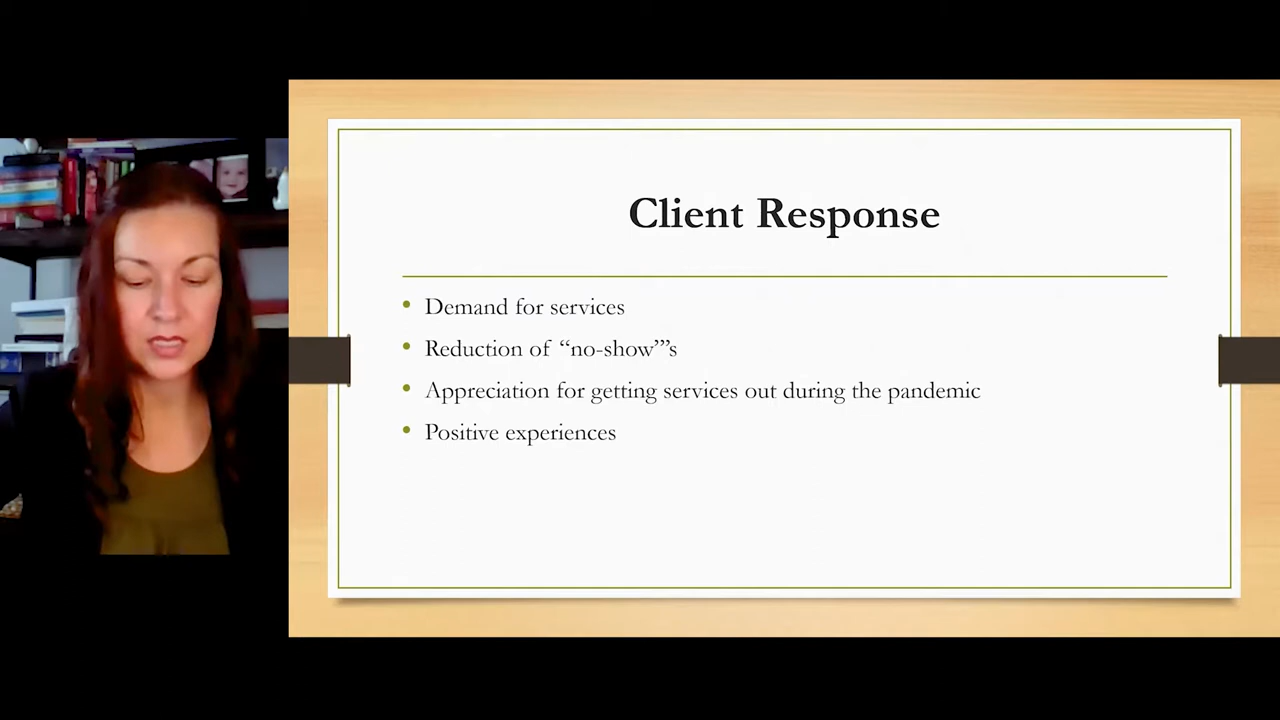 Client Response
• Demand for services
• Reduction of “no-show”’s
• Appreciation for getting services out during the pandemic
• Positive experiences